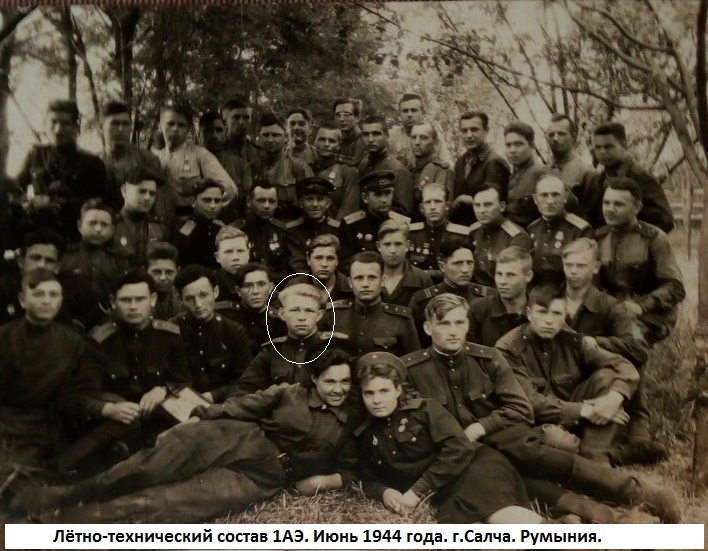 Лётно-технический состав 1АЭ. Июнь 1944 года. г.Салча. Румыния.